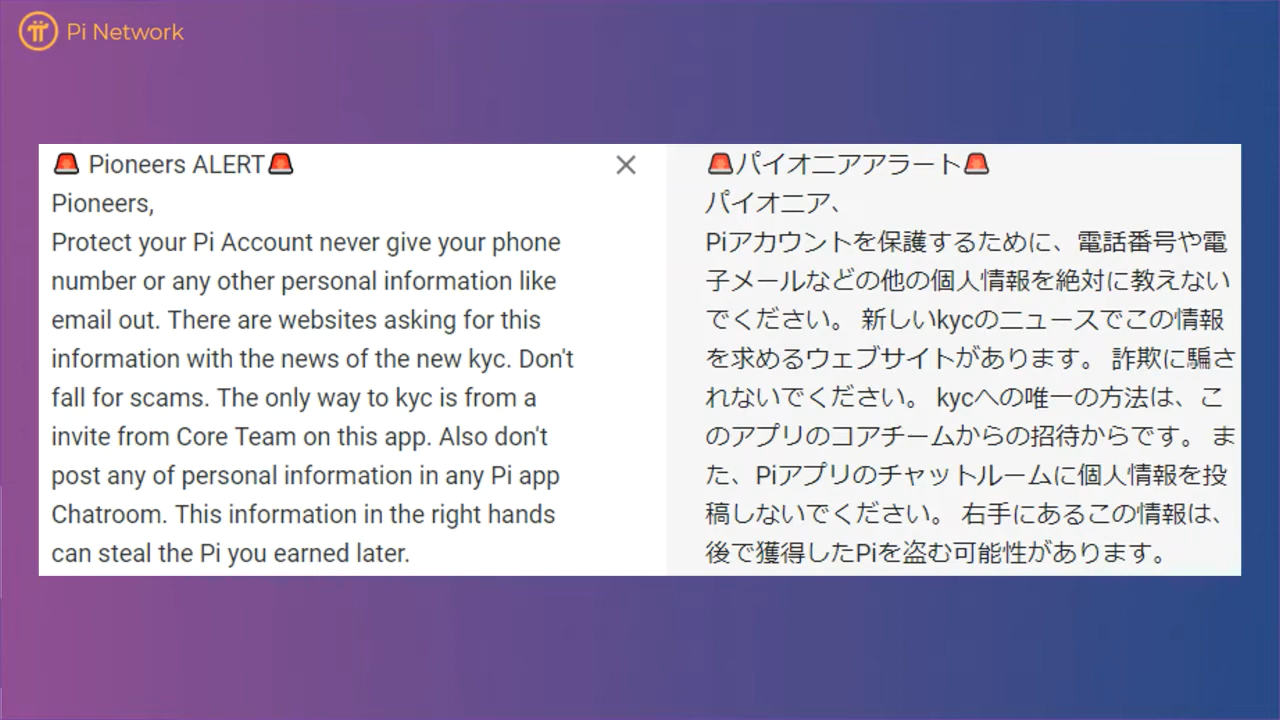 Pi Network
🚨 Pioneers ALERT🚨
Pioneers,
Protect your Pi Account never give your phone
number or any other personal information like
email out. There are websites asking for this
information with the news of the new kyc. Don't
fall for scams. The only way to kyc is from a
invite from Core Team on this app. Also don't
post any of personal information in any Pi app
Chatroom. This information in the right hands
can steal the Pi you earned later.
🚨パイオニアアラート🚨
パイオニア、
Piアカウントを保護するために、電話番号や電
子メールなどの他の個人情報を絶対に教えない
でください。 新しいkycのニュースでこの情報
を求めるウェブサイトがあります。 詐欺に騙さ
れないでください。 kycへの唯一の方法は、こ
のアプリのコアチームからの招待からです。 ま
た、Piアプリのチャットルームに個人情報を投
稿しないでください。 右手にあるこの情報は、
後で獲得したPiを盗む可能性があります。